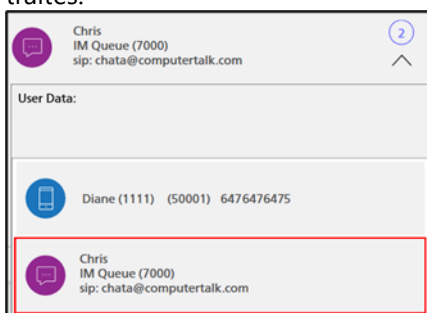 traités.
Chris
IM Queue (7000)
sip: chata@computertalk.com
2
User Data:
Diane (1111) (50001) 6476476475
Chris
IM Queue (7000)
sip: chata@computertalk.com